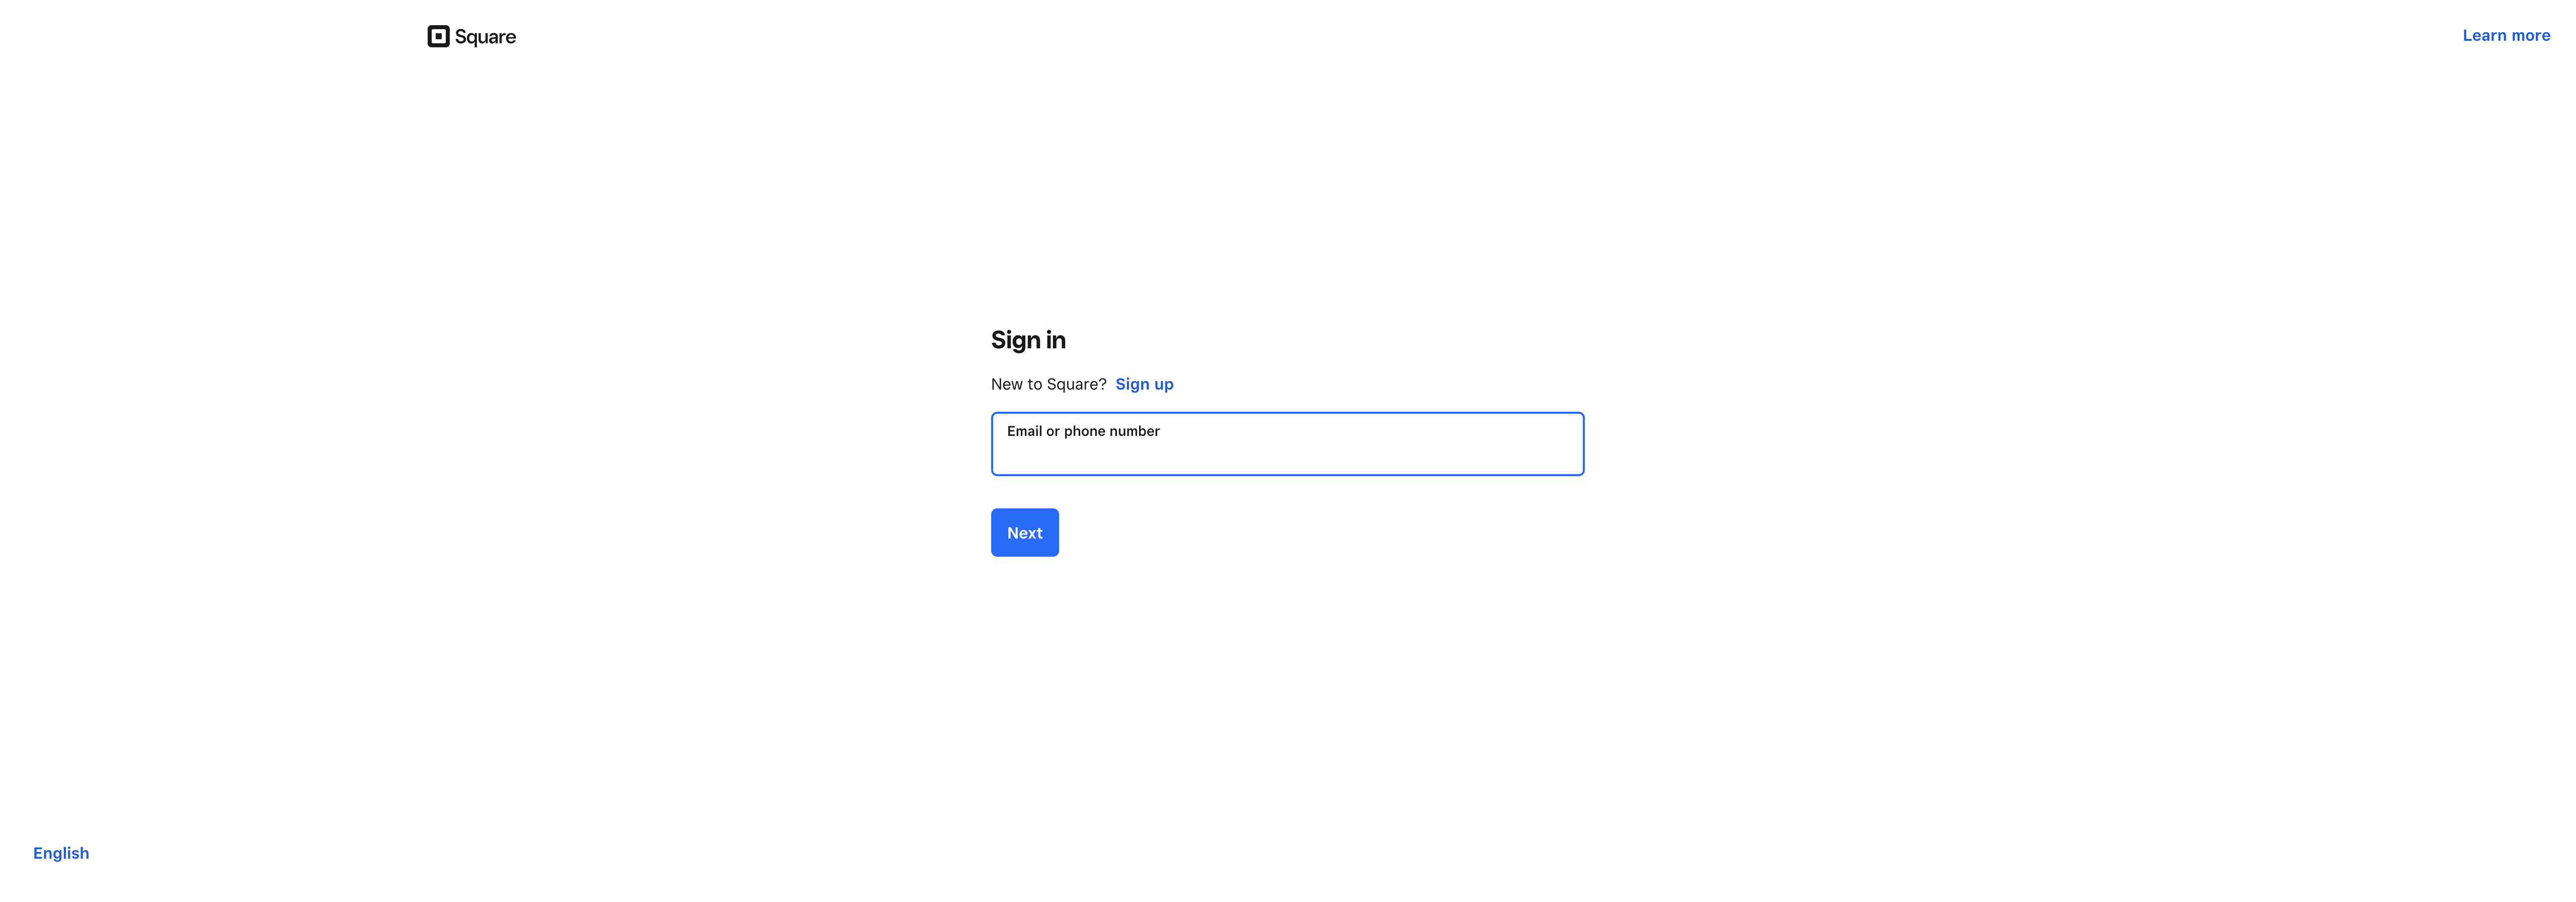 Square
Learn more
Sign in
New to Square? Sign up
Email or phone number
Next
English